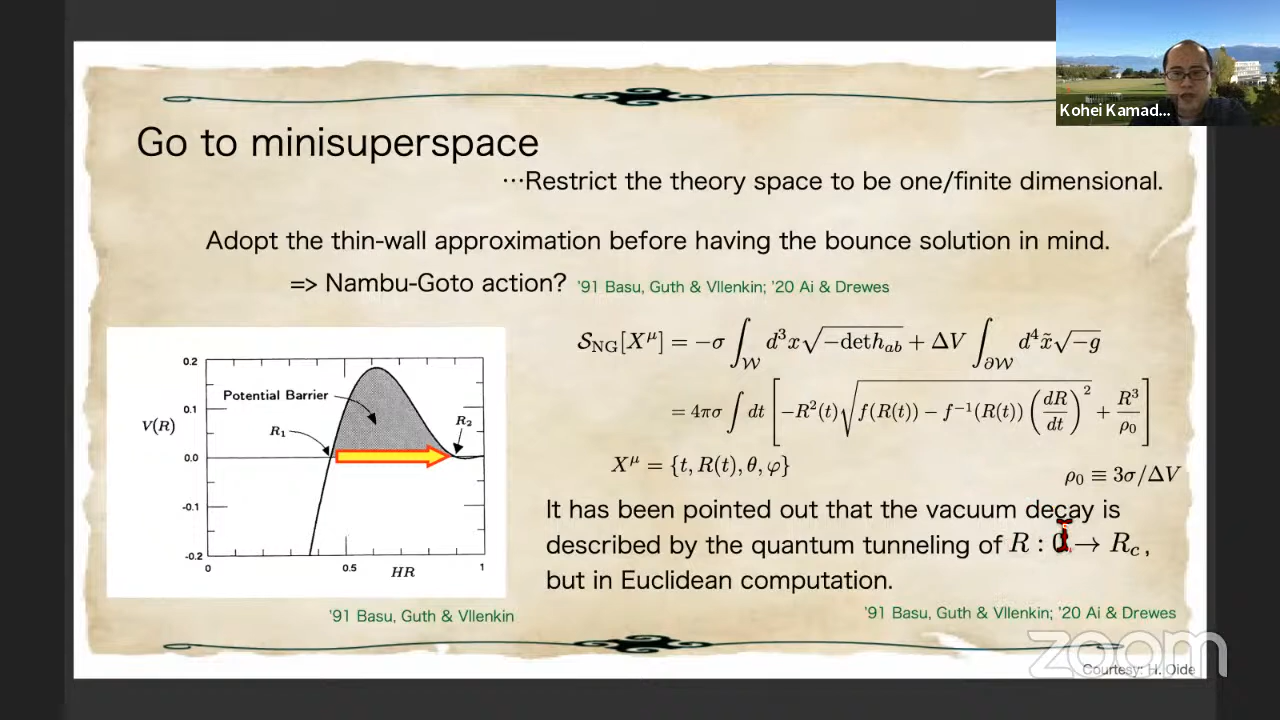 Kohei Kamad...
Go to minisuperspace
…Restrict the theory space to be one/finite dimensional.
Adopt the thin-wall approximation before having the bounce solution in mind.
=> Nambu-Goto action? '91 Basu, Guth & VIlenkin; '20 Ai & Drewes
S_NG[X^μ] = −σ ∫_W d³x √(−det h_ab) + ΔV ∫_∂W d⁴x̃ √−g
= 4πσ ∫ dt [ −R²(t) √( f(R(t)) − f⁻¹(R(t)) (dR/dt)² ) + R³/ρ₀ ]
X^μ = {t, R(t), θ, φ}
ρ₀ ≡ 3σ/ΔV
It has been pointed out that the vacuum decay is
described by the quantum tunneling of R : 0 → R_c ,
but in Euclidean computation.
'91 Basu, Guth & VIlenkin; '20 Ai & Drewes
0.2
Potential Barrier
0.1
V(R)
R₁
R₂
0.0
-0.1
-0.2
0
0.5
HR
1
'91 Basu, Guth & VIlenkin
zoom
Courtesy: H. Oide